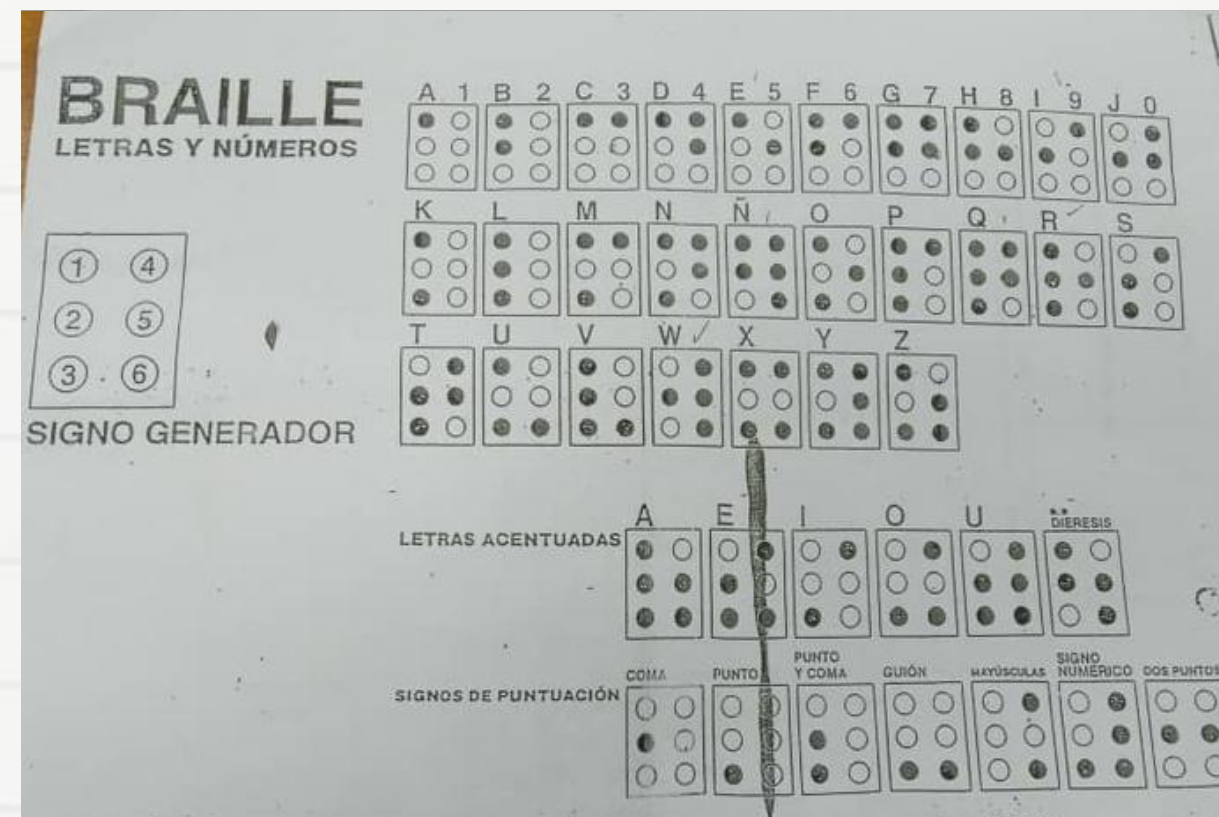 BRAILLE
LETRAS Y NÚMEROS
A 1 B 2 C 3 D 4 E 5 F 6 G 7 H 8 I 9 J 0
K L M N Ñ O P Q R S
T U V W X Y Z
1 4
2 5
3 6
SIGNO GENERADOR
LETRAS ACENTUADAS
A E I O U DIERESIS
SIGNOS DE PUNTUACIÓN
COMA PUNTO PUNTO Y COMA GUIÓN MAYÚSCULAS SIGNO NUMÉRICO DOS PUNTOS